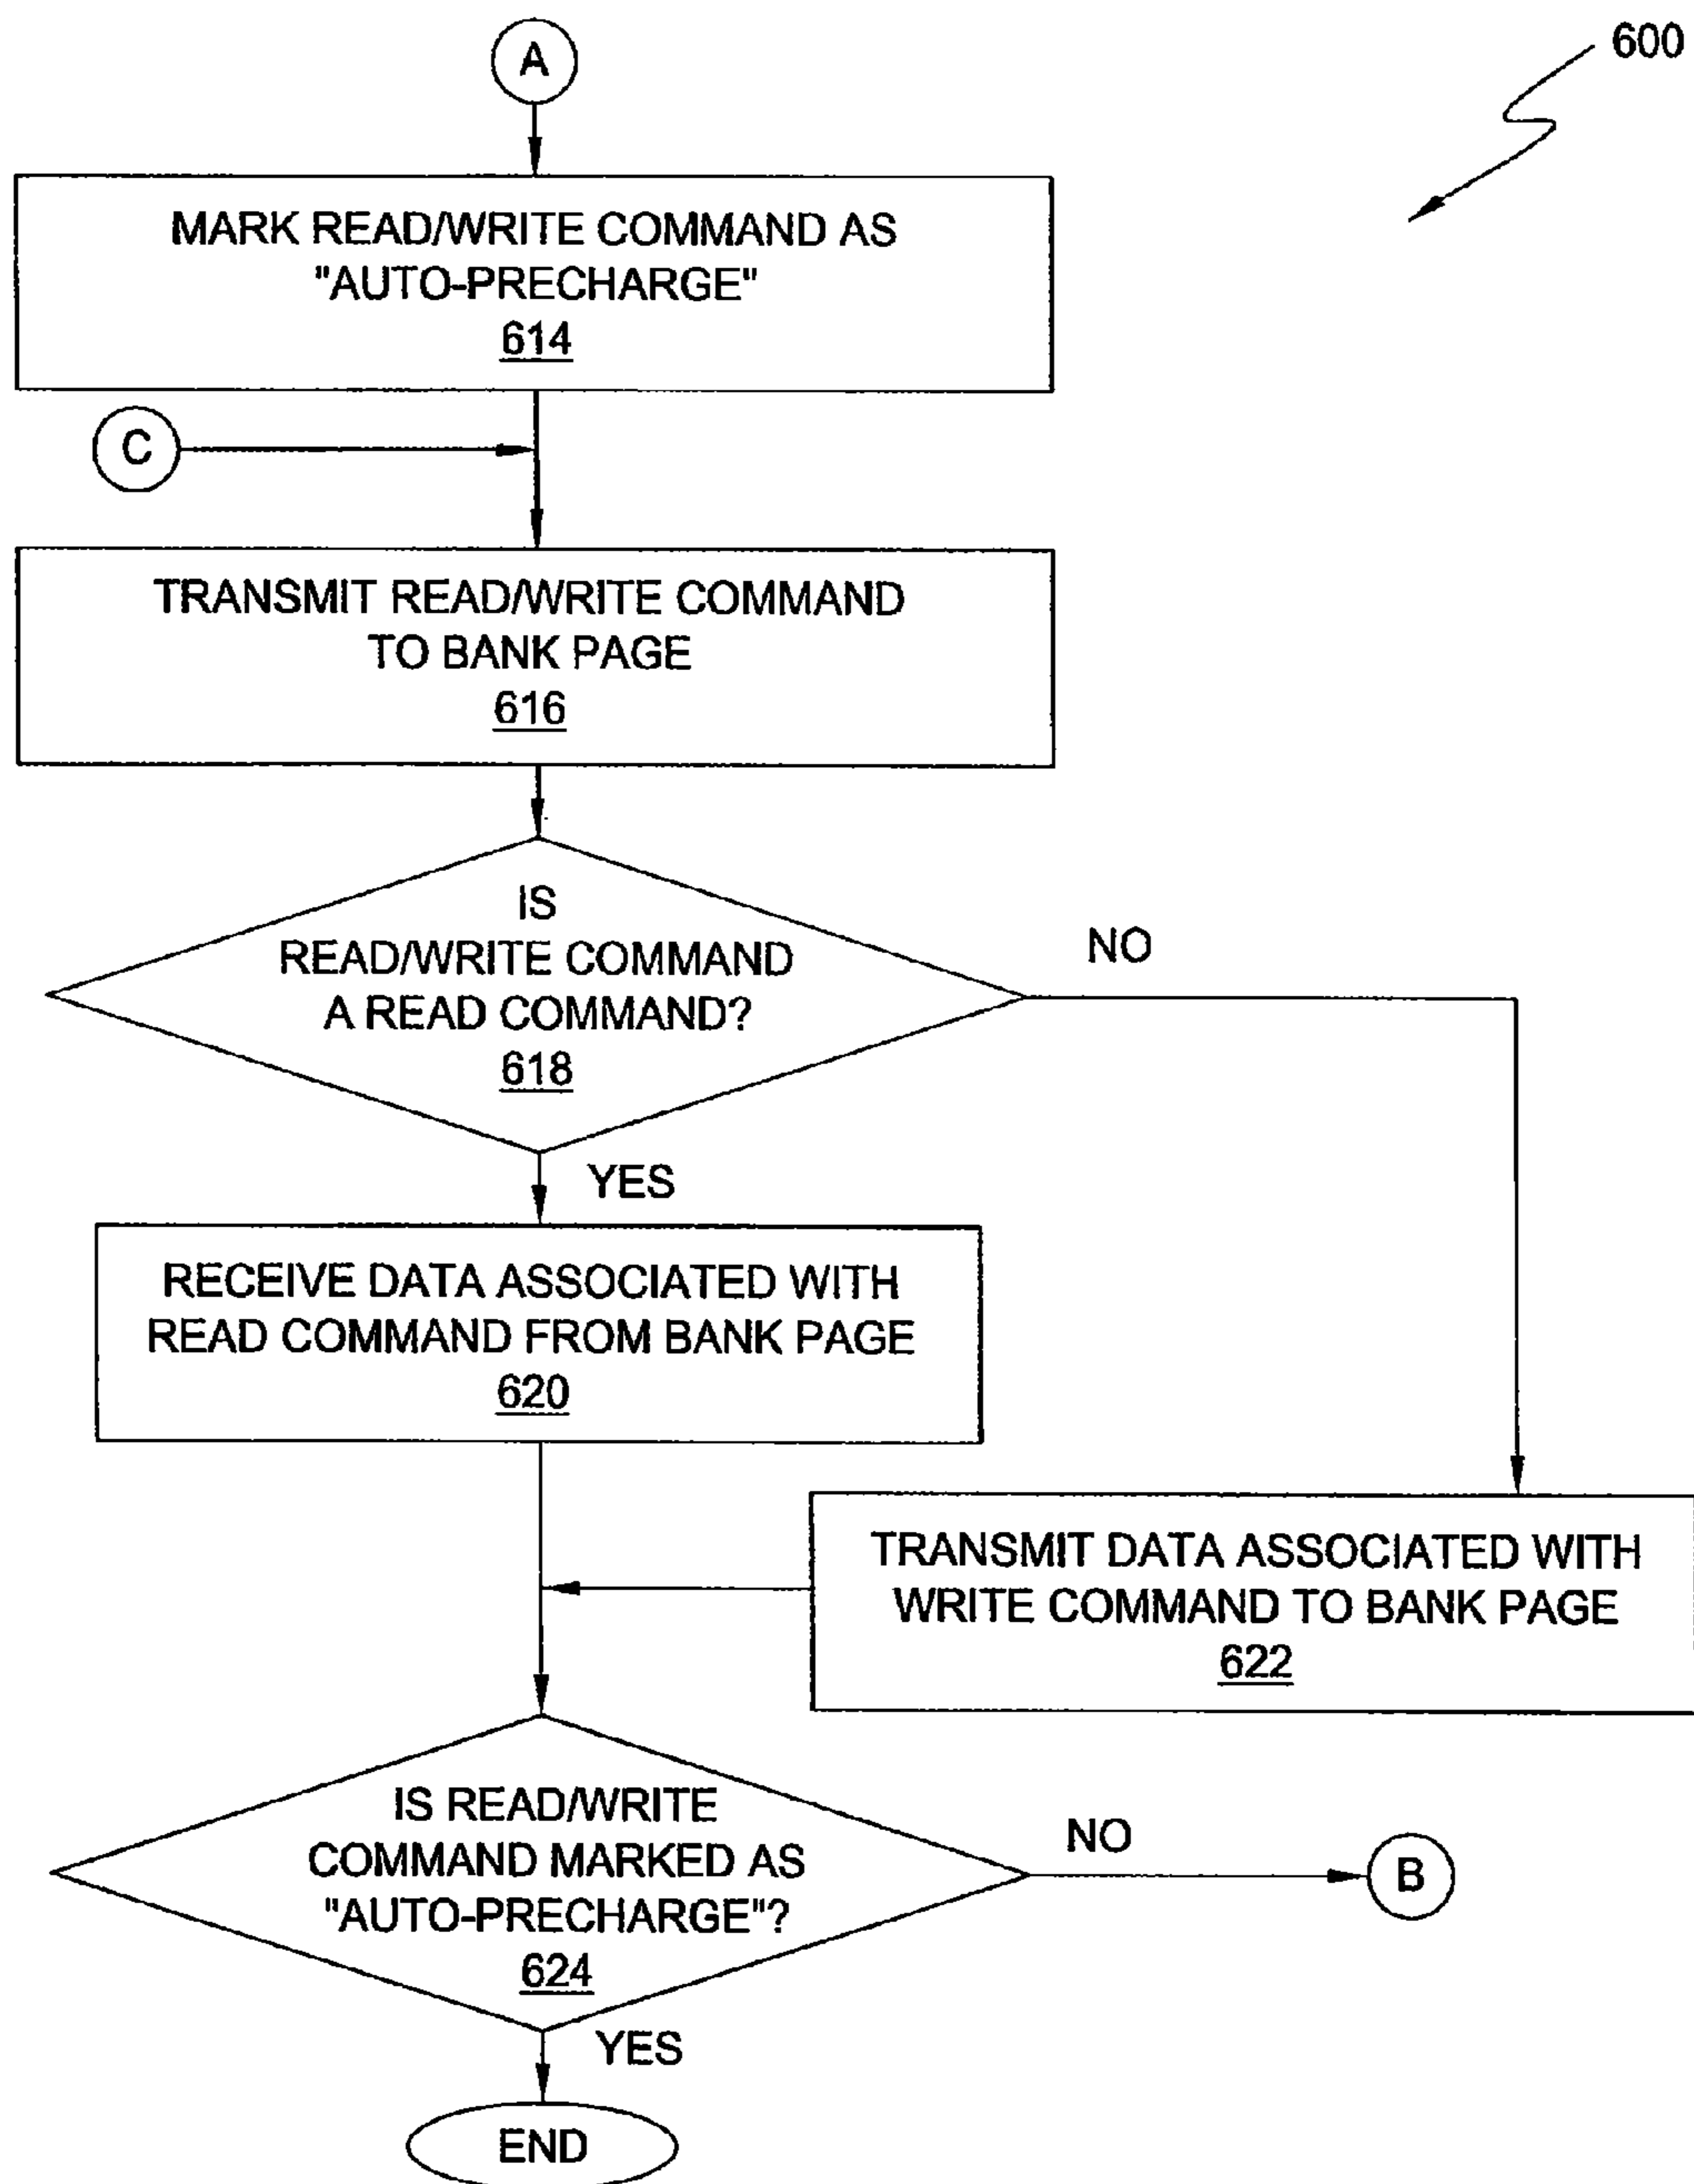 A
600
MARK READ/WRITE COMMAND AS
"AUTO-PRECHARGE"
614
C
TRANSMIT READ/WRITE COMMAND
TO BANK PAGE
616
IS
READ/WRITE COMMAND
A READ COMMAND?
618
NO
YES
RECEIVE DATA ASSOCIATED WITH
READ COMMAND FROM BANK PAGE
620
TRANSMIT DATA ASSOCIATED WITH
WRITE COMMAND TO BANK PAGE
622
IS READ/WRITE
COMMAND MARKED AS
"AUTO-PRECHARGE"?
624
NO
B
YES
END